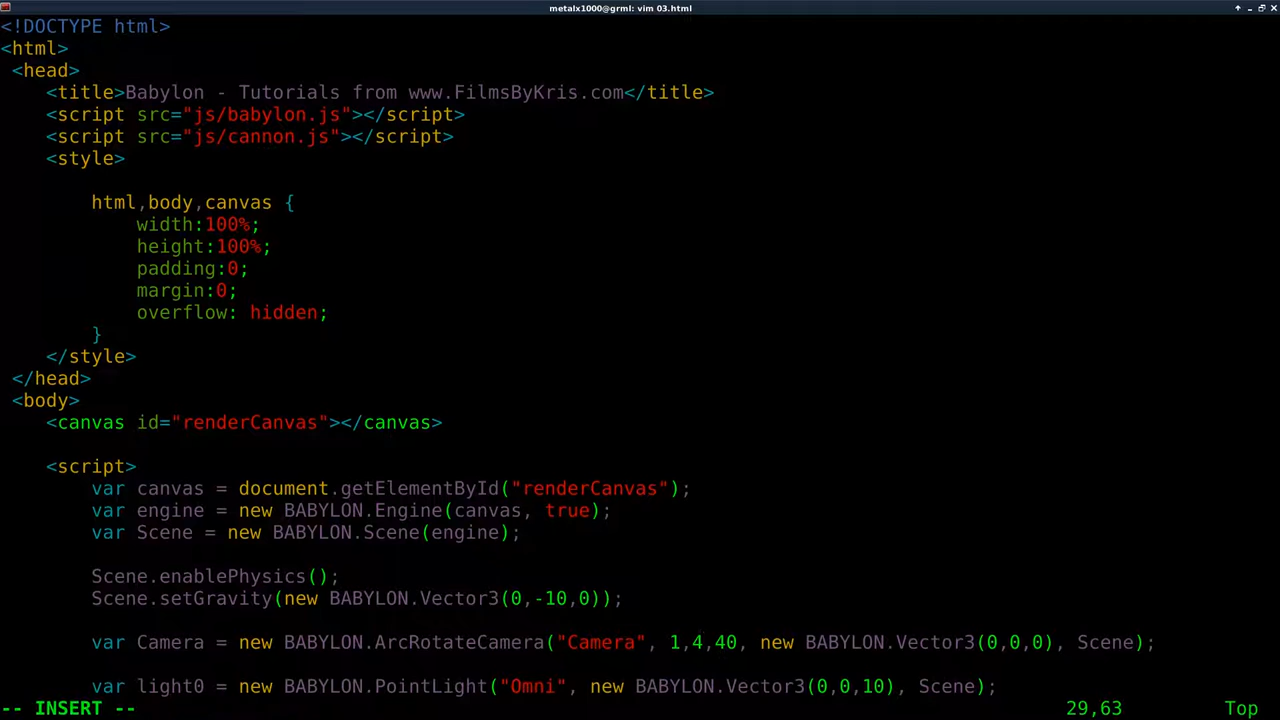 metalx1000@grml: vim 03.html
<!DOCTYPE html>
<html>
<head>
<title>Babylon - Tutorials from www.FilmsByKris.com</title>
<script src="js/babylon.js"></script>
<script src="js/cannon.js"></script>
<style>
html,body,canvas {
width:100%;
height:100%;
padding:0;
margin:0;
overflow: hidden;
}
</style>
</head>
<body>
<canvas id="renderCanvas"></canvas>
<script>
var canvas = document.getElementById("renderCanvas");
var engine = new BABYLON.Engine(canvas, true);
var Scene = new BABYLON.Scene(engine);
Scene.enablePhysics();
Scene.setGravity(new BABYLON.Vector3(0,-10,0));
var Camera = new BABYLON.ArcRotateCamera("Camera", 1,4,40, new BABYLON.Vector3(0,0,0), Scene);
var light0 = new BABYLON.PointLight("Omni", new BABYLON.Vector3(0,0,10), Scene);
-- INSERT -- 29,63 Top